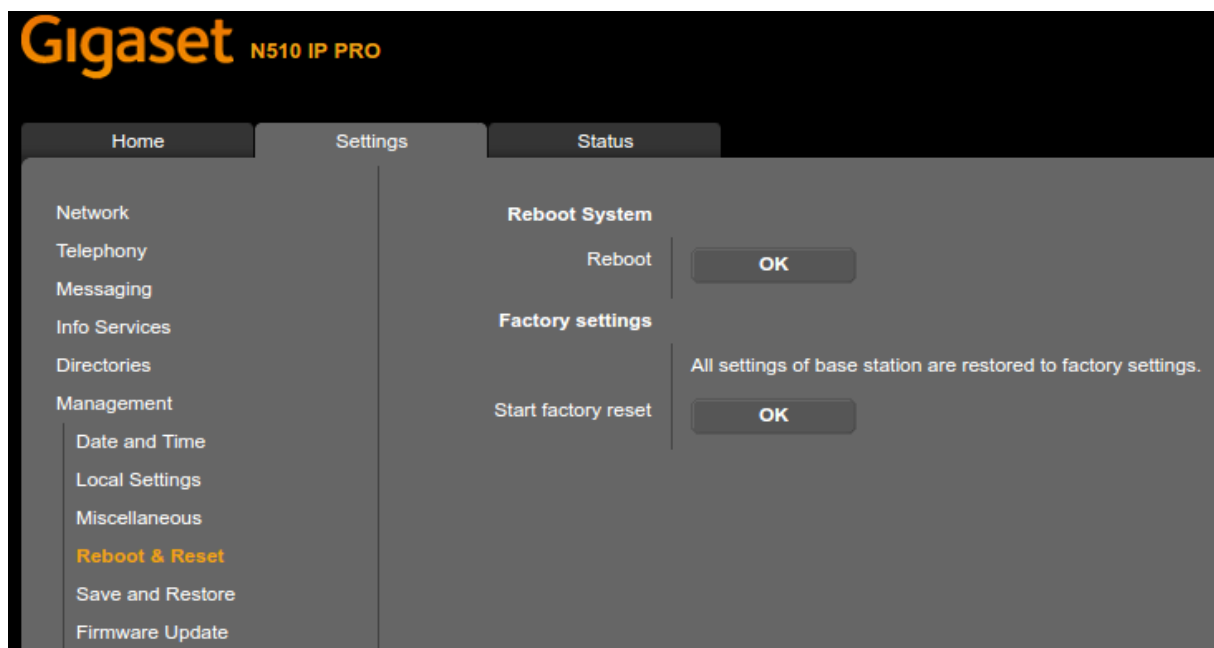 Gigaset N510 IP PRO
Home Settings Status
Network
Telephony
Messaging
Info Services
Directories
Management
Date and Time
Local Settings
Miscellaneous
Reboot & Reset
Save and Restore
Firmware Update
Reboot System
Reboot OK
Factory settings
All settings of base station are restored to factory settings.
Start factory reset OK